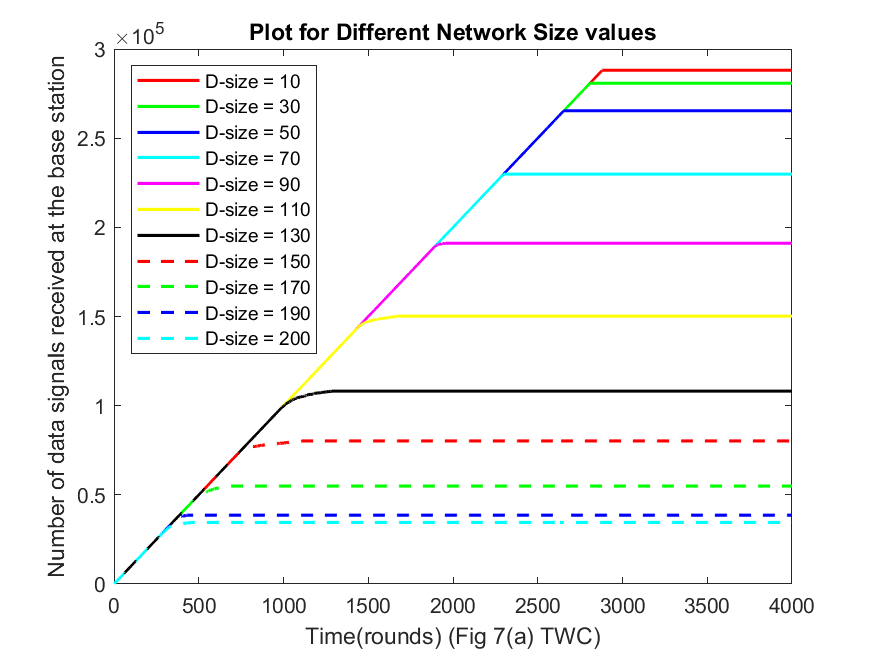 Plot for Different Network Size values
×10^5
3
2.5
2
1.5
1
0.5
0
Number of data signals received at the base station
D-size = 10
D-size = 30
D-size = 50
D-size = 70
D-size = 90
D-size = 110
D-size = 130
D-size = 150
D-size = 170
D-size = 190
D-size = 200
0 500 1000 1500 2000 2500 3000 3500 4000
Time(rounds) (Fig 7(a) TWC)